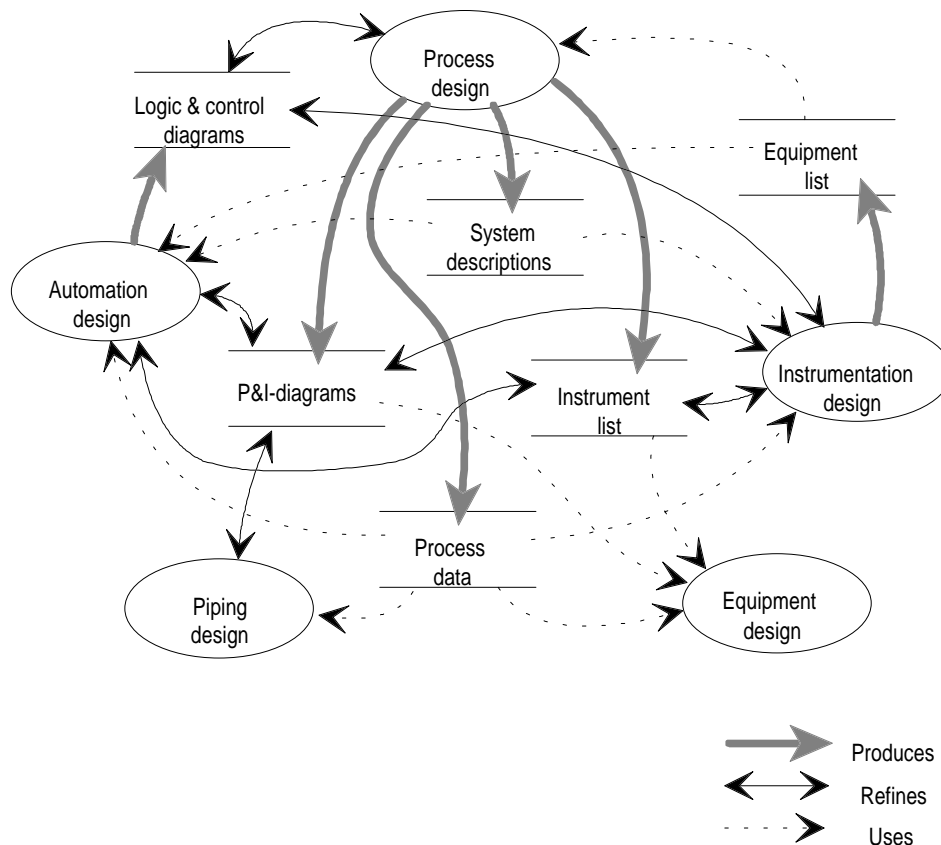 Process
design
Logic & control
diagrams
Equipment
list
System
descriptions
Automation
design
P&I-diagrams
Instrument
list
Instrumentation
design
Process
data
Piping
design
Equipment
design
Produces
Refines
Uses